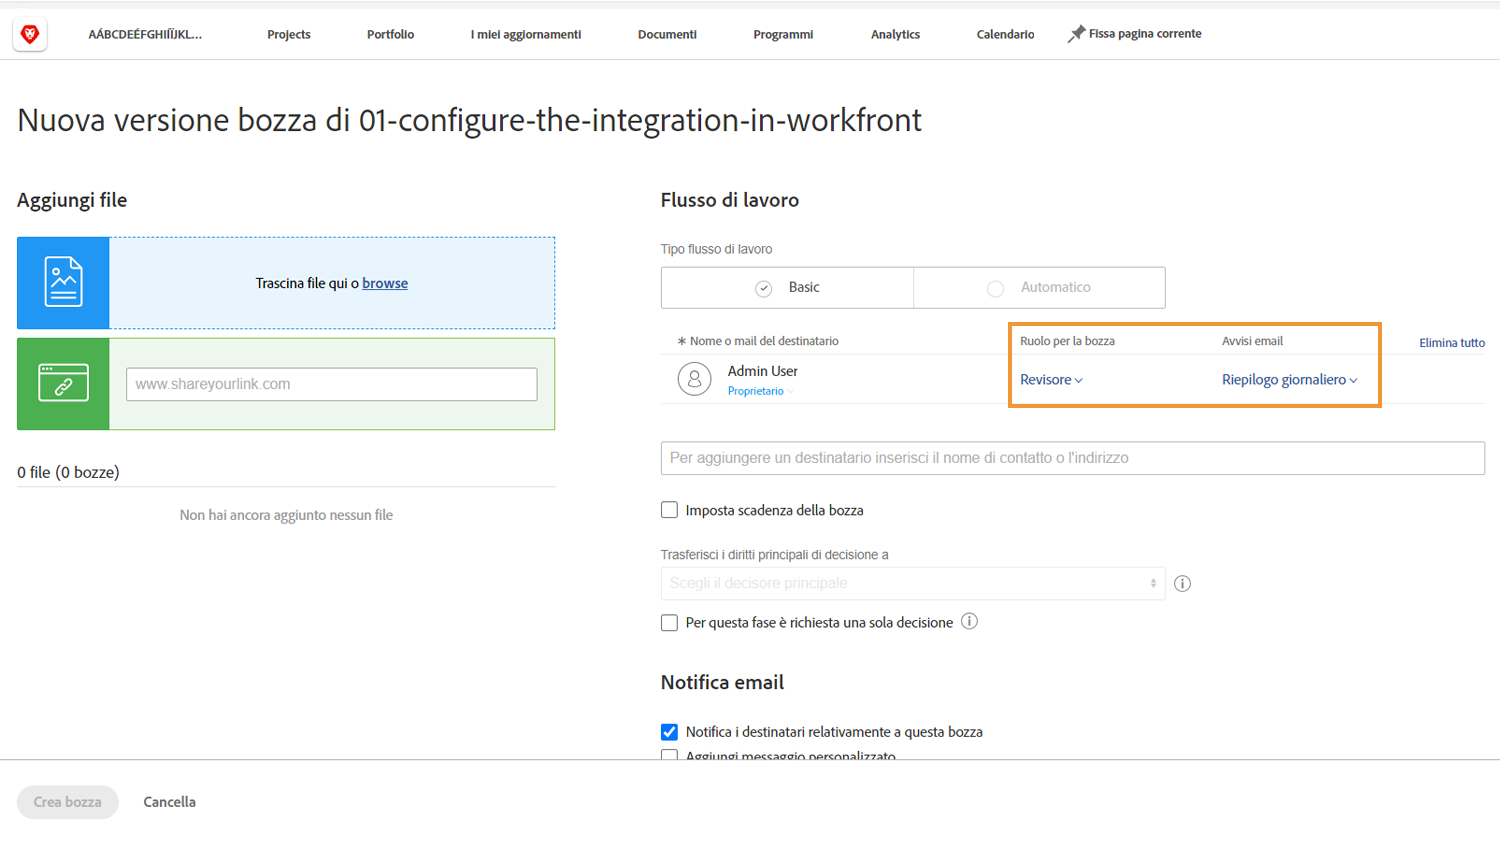 AÁBCDEÉFGHIÍÏJKL...
Projects
Portfolio
I miei aggiornamenti
Documenti
Programmi
Analytics
Calendario
Fissa pagina corrente
Nuova versione bozza di 01-configure-the-integration-in-workfront
Aggiungi file
Trascina file qui o browse
www.shareyourlink.com
0 file (0 bozze)
Non hai ancora aggiunto nessun file
Flusso di lavoro
Tipo flusso di lavoro
Basic
Automatico
∗ Nome o mail del destinatario
Ruolo per la bozza
Avvisi email
Elimina tutto
Admin User
Proprietario
Revisore
Riepilogo giornaliero
Per aggiungere un destinatario inserisci il nome di contatto o l'indirizzo
Imposta scadenza della bozza
Trasferisci i diritti principali di decisione a
Scegli il decisore principale
Per questa fase è richiesta una sola decisione
Notifica email
Notifica i destinatari relativamente a questa bozza
Aggiungi messaggio personalizzato
Crea bozza
Cancella